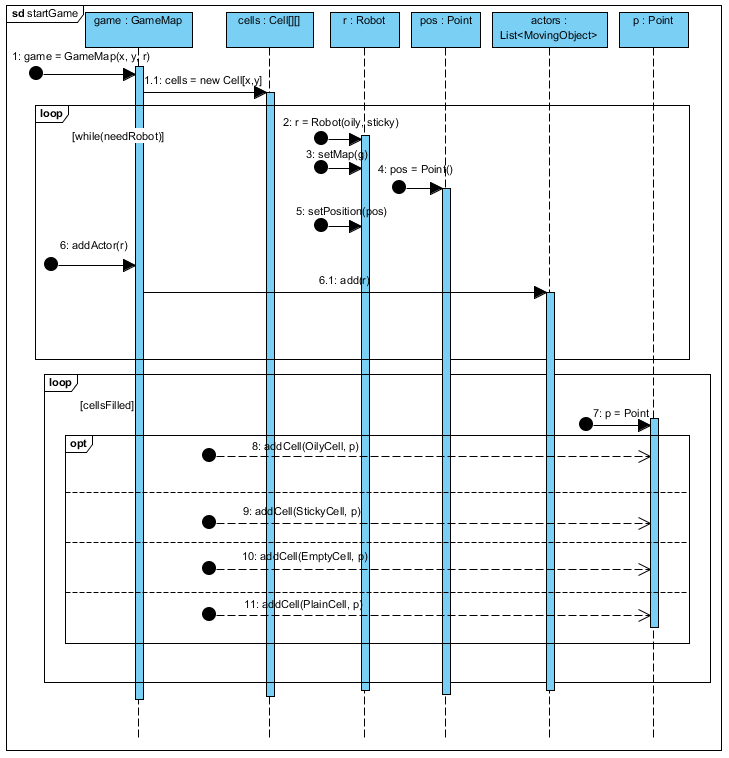 sd startGame
game : GameMap
cells : Cell[][]
r : Robot
pos : Point
actors :
List<MovingObject>
p : Point
1: game = GameMap(x, y, r)
1.1: cells = new Cell[x,y]
loop
[while(needRobot)]
2: r = Robot(oily, sticky)
3: setMap(g)
4: pos = Point()
5: setPosition(pos)
6: addActor(r)
6.1: add(r)
loop
[cellsFilled]
7: p = Point
opt
8: addCell(OilyCell, p)
9: addCell(StickyCell, p)
10: addCell(EmptyCell, p)
11: addCell(PlainCell, p)